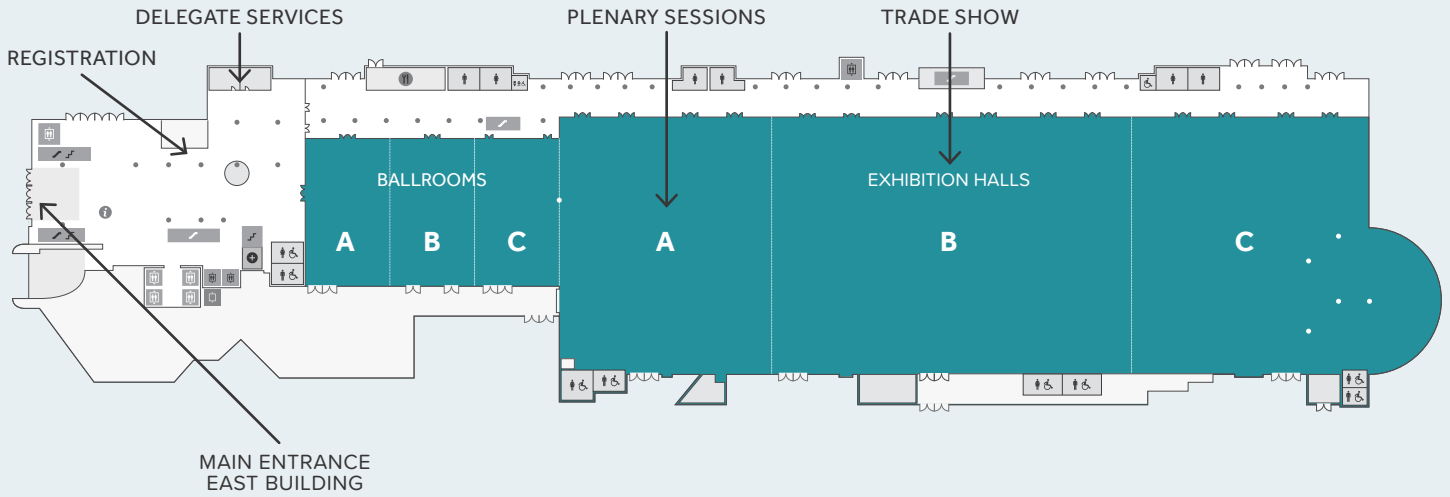 DELEGATE SERVICES
PLENARY SESSIONS
TRADE SHOW
REGISTRATION
BALLROOMS
EXHIBITION HALLS
A
B
C
A
B
C
i
MAIN ENTRANCE
EAST BUILDING